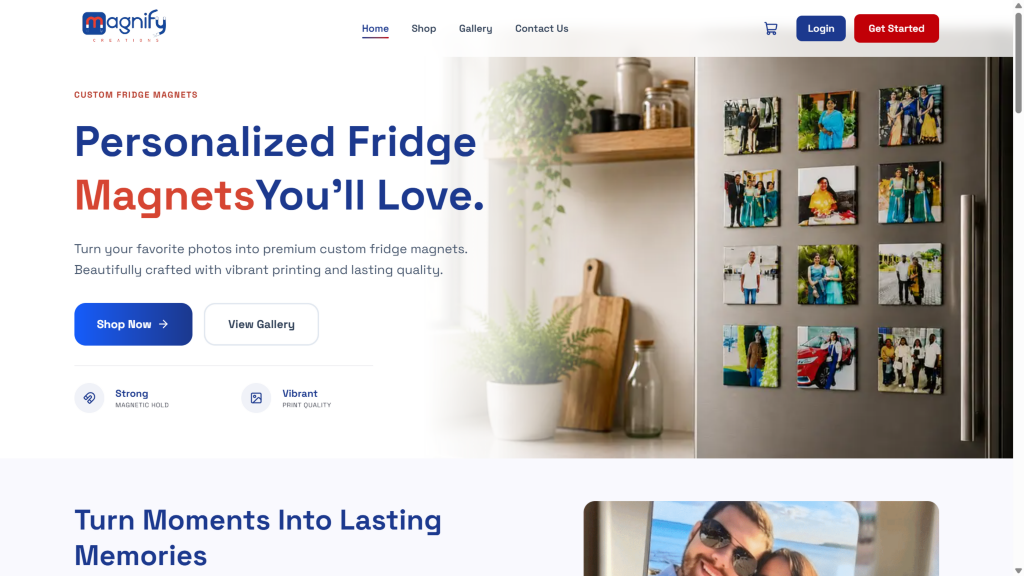 magnify
CREATIONS
Home
Shop
Gallery
Contact Us
Login
Get Started
CUSTOM FRIDGE MAGNETS
Personalized Fridge
MagnetsYou’ll Love.
Turn your favorite photos into premium custom fridge magnets.
Beautifully crafted with vibrant printing and lasting quality.
Shop Now →
View Gallery
Strong
MAGNETIC HOLD
Vibrant
PRINT QUALITY
Turn Moments Into Lasting
Memories